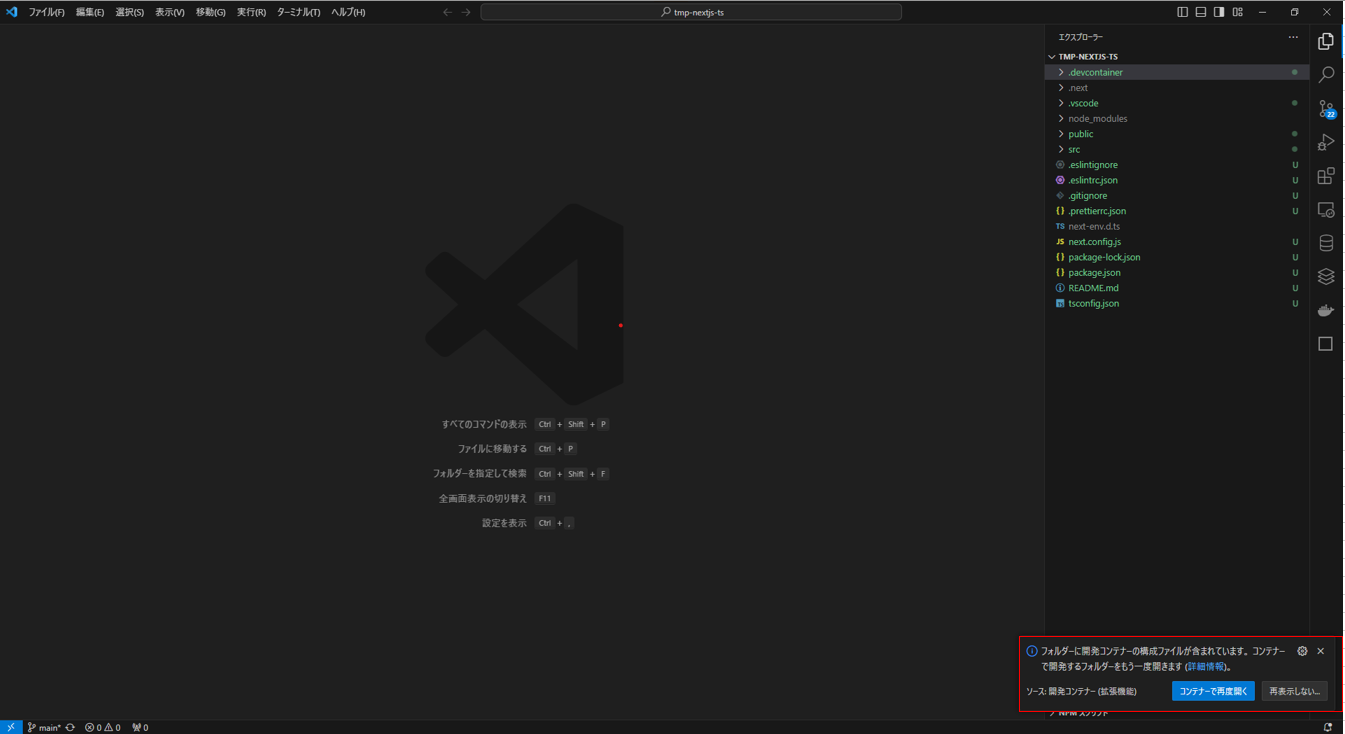 ファイル(F) 編集(E) 選択(S) 表示(V) 移動(G) 実行(R) ターミナル(T) ヘルプ(H)
tmp-nextjs-ts
エクスプローラー
TMP-NEXTJS-TS
.devcontainer
.next
.vscode
node_modules
public
src
.eslintignore U
.eslintrc.json U
.gitignore U
.prettierrc.json U
TS next-env.d.ts
JS next.config.js U
package-lock.json U
package.json U
README.md U
tsconfig.json U
22
すべてのコマンドの表示 Ctrl + Shift + P
ファイルに移動する Ctrl + P
フォルダーを指定して検索 Ctrl + Shift + F
全画面表示の切り替え F11
設定を表示 Ctrl + ,
フォルダーに開発コンテナーの構成ファイルが含まれています。コンテナー
で開発するフォルダーをもう一度開きます (詳細情報)。
ソース: 開発コンテナー (拡張機能) コンテナーで再度開く 再表示しない...
NPM スクリプト
main* 0 0 0